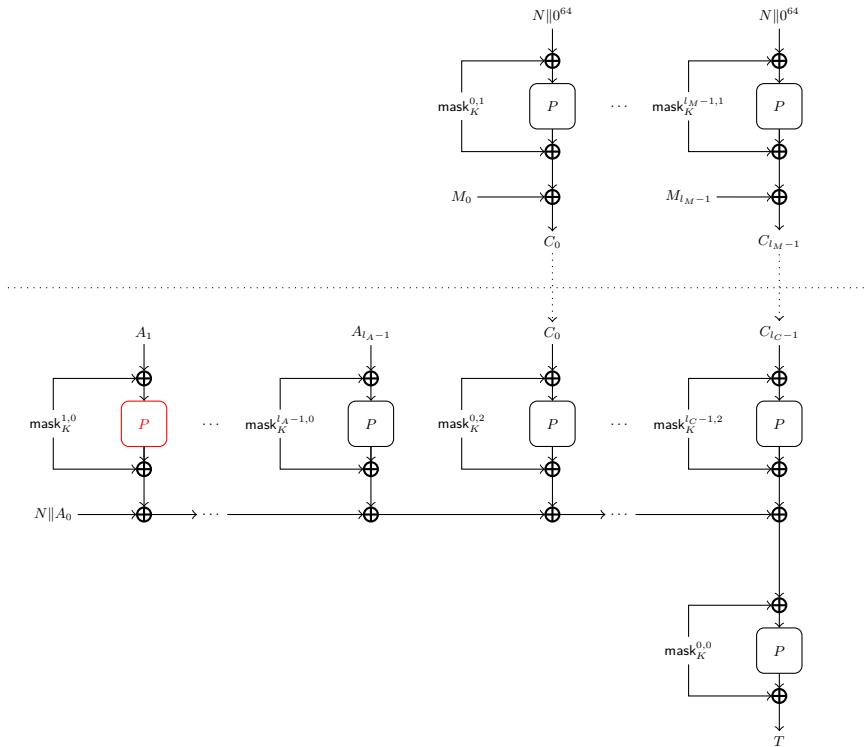 N‖0^{64} N‖0^{64}
mask_K^{0,1} P ··· mask_K^{l_M−1,1} P
M_0 M_{l_M−1}
C_0 C_{l_M−1}
A_1 A_{l_A−1} C_0 C_{l_C−1}
mask_K^{1,0} P ··· mask_K^{l_A−1,0} P mask_K^{0,2} P ··· mask_K^{l_C−1,2} P
N‖A_0 ··· ···
mask_K^{0,0} P
T